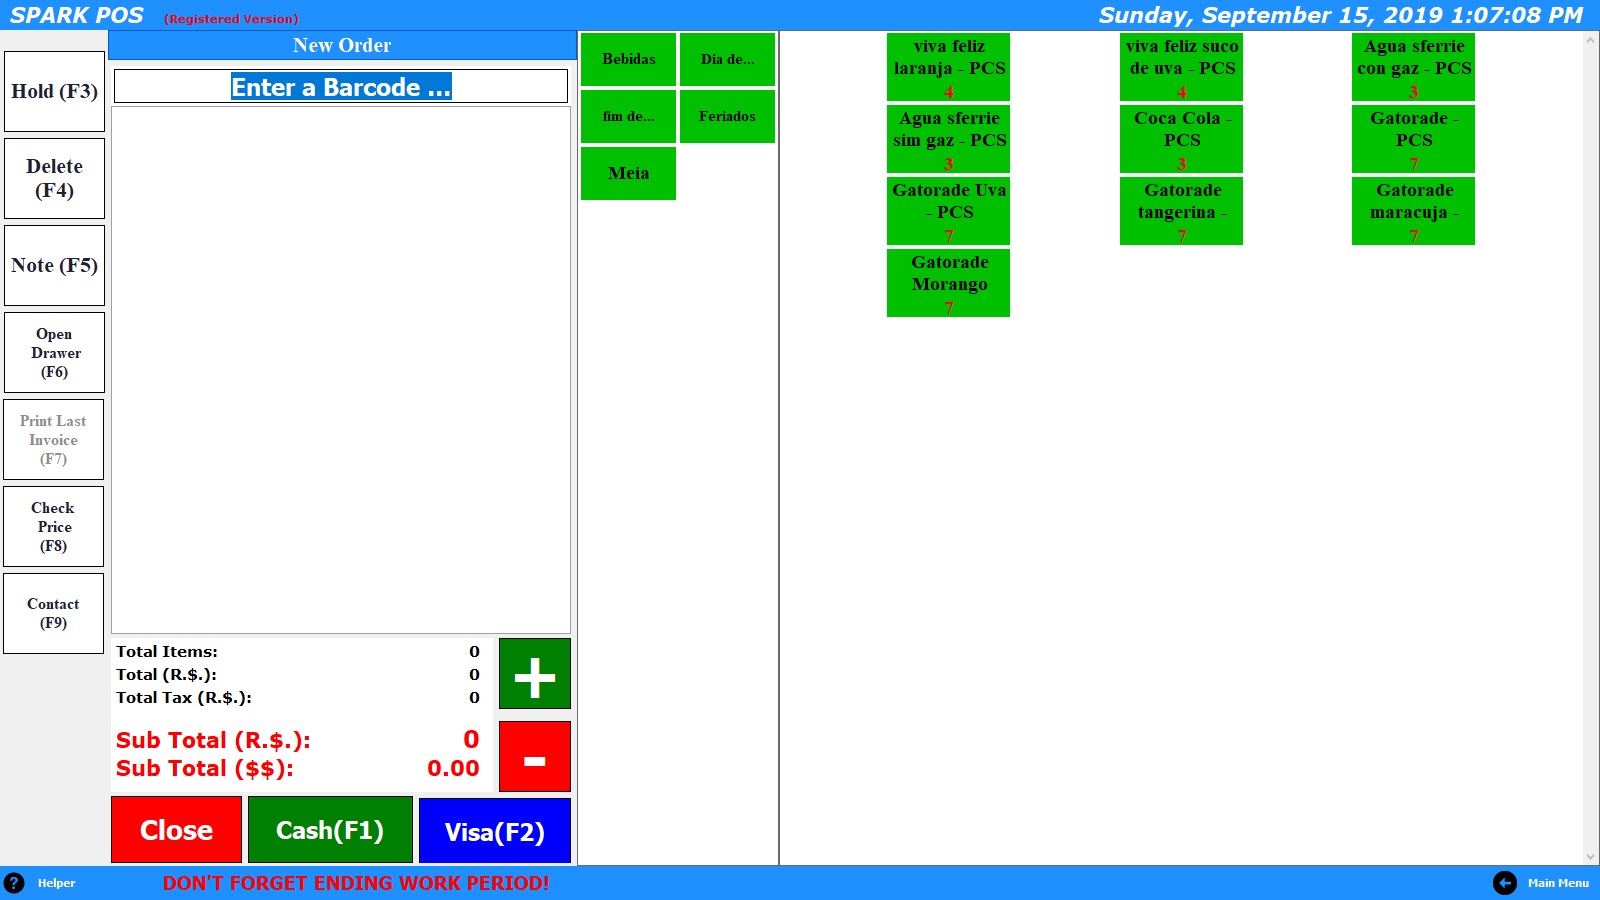 SPARK POS (Registered Version) Sunday, September 15, 2019 1:07:08 PM
New Order
Hold (F3)
Delete
(F4)
Note (F5)
Open
Drawer
(F6)
Print Last
Invoice
(F7)
Check
Price
(F8)
Contact
(F9)
Enter a Barcode ...
Total Items: 0
Total (R.$.): 0
Total Tax (R.$.): 0
Sub Total (R.$.): 0
Sub Total ($$): 0.00
+
-
Close
Cash(F1)
Visa(F2)
Bebidas
Dia de...
fim de...
Feriados
Meia
viva feliz
laranja - PCS
4
viva feliz suco
de uva - PCS
4
Agua sferrie
con gaz - PCS
3
Agua sferrie
sim gaz - PCS
3
Coca Cola -
PCS
3
Gatorade -
PCS
7
Gatorade Uva
- PCS
7
Gatorade
tangerina -
7
Gatorade
maracuja -
7
Gatorade
Morango
7
? Helper
DON'T FORGET ENDING WORK PERIOD!
Main Menu